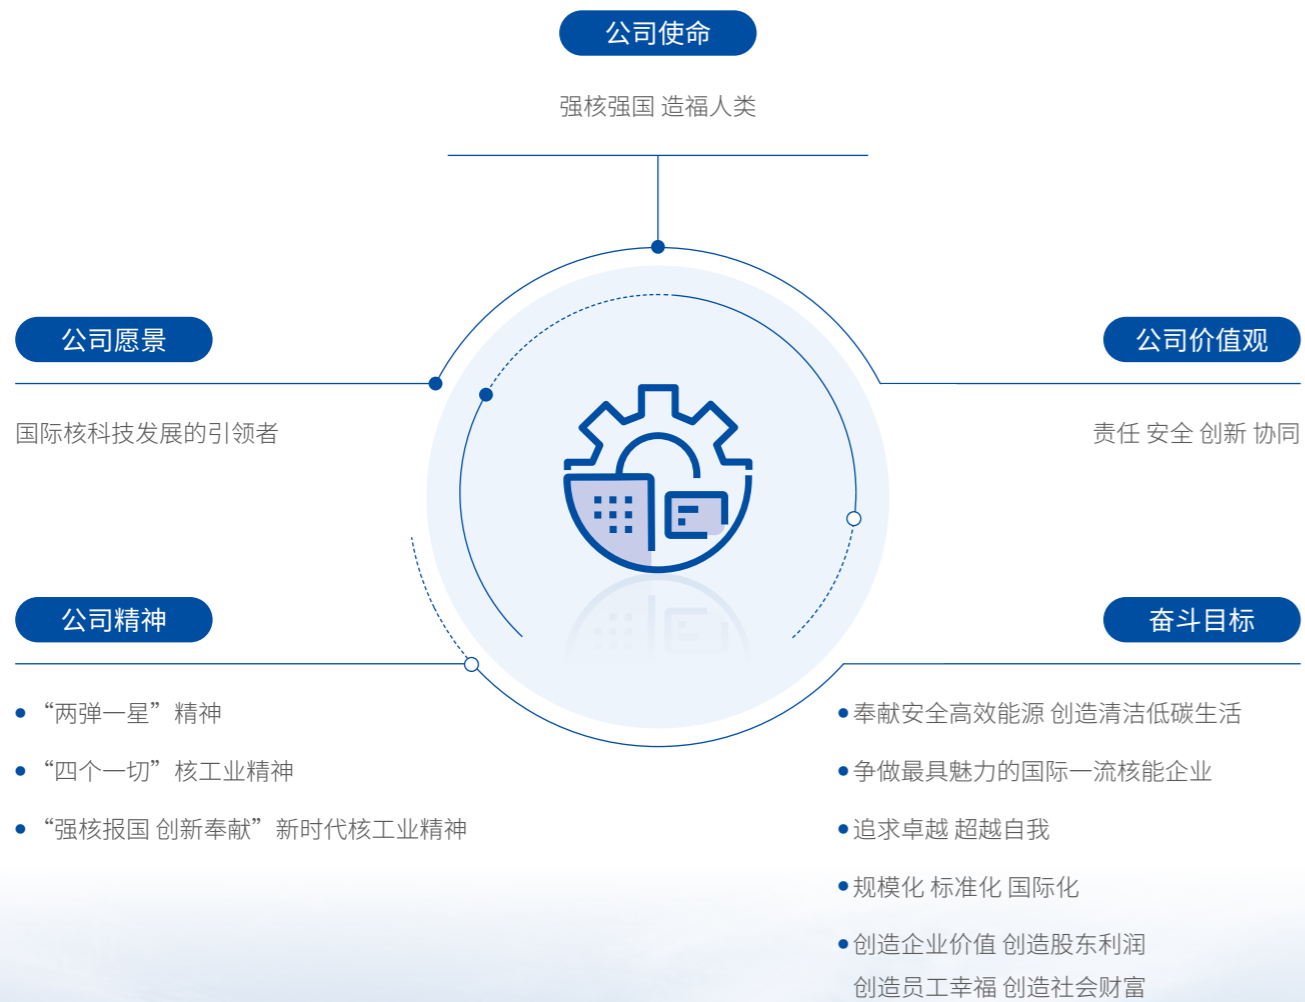 公司使命
强核强国 造福人类
公司愿景
国际核科技发展的引领者
公司价值观
责任 安全 创新 协同
公司精神
“两弹一星”精神
“四个一切”核工业精神
“强核报国 创新奉献”新时代核工业精神
奋斗目标
奉献安全高效能源 创造清洁低碳生活
争做最具魅力的国际一流核能企业
追求卓越 超越自我
规模化 标准化 国际化
创造企业价值 创造股东利润
创造员工幸福 创造社会财富